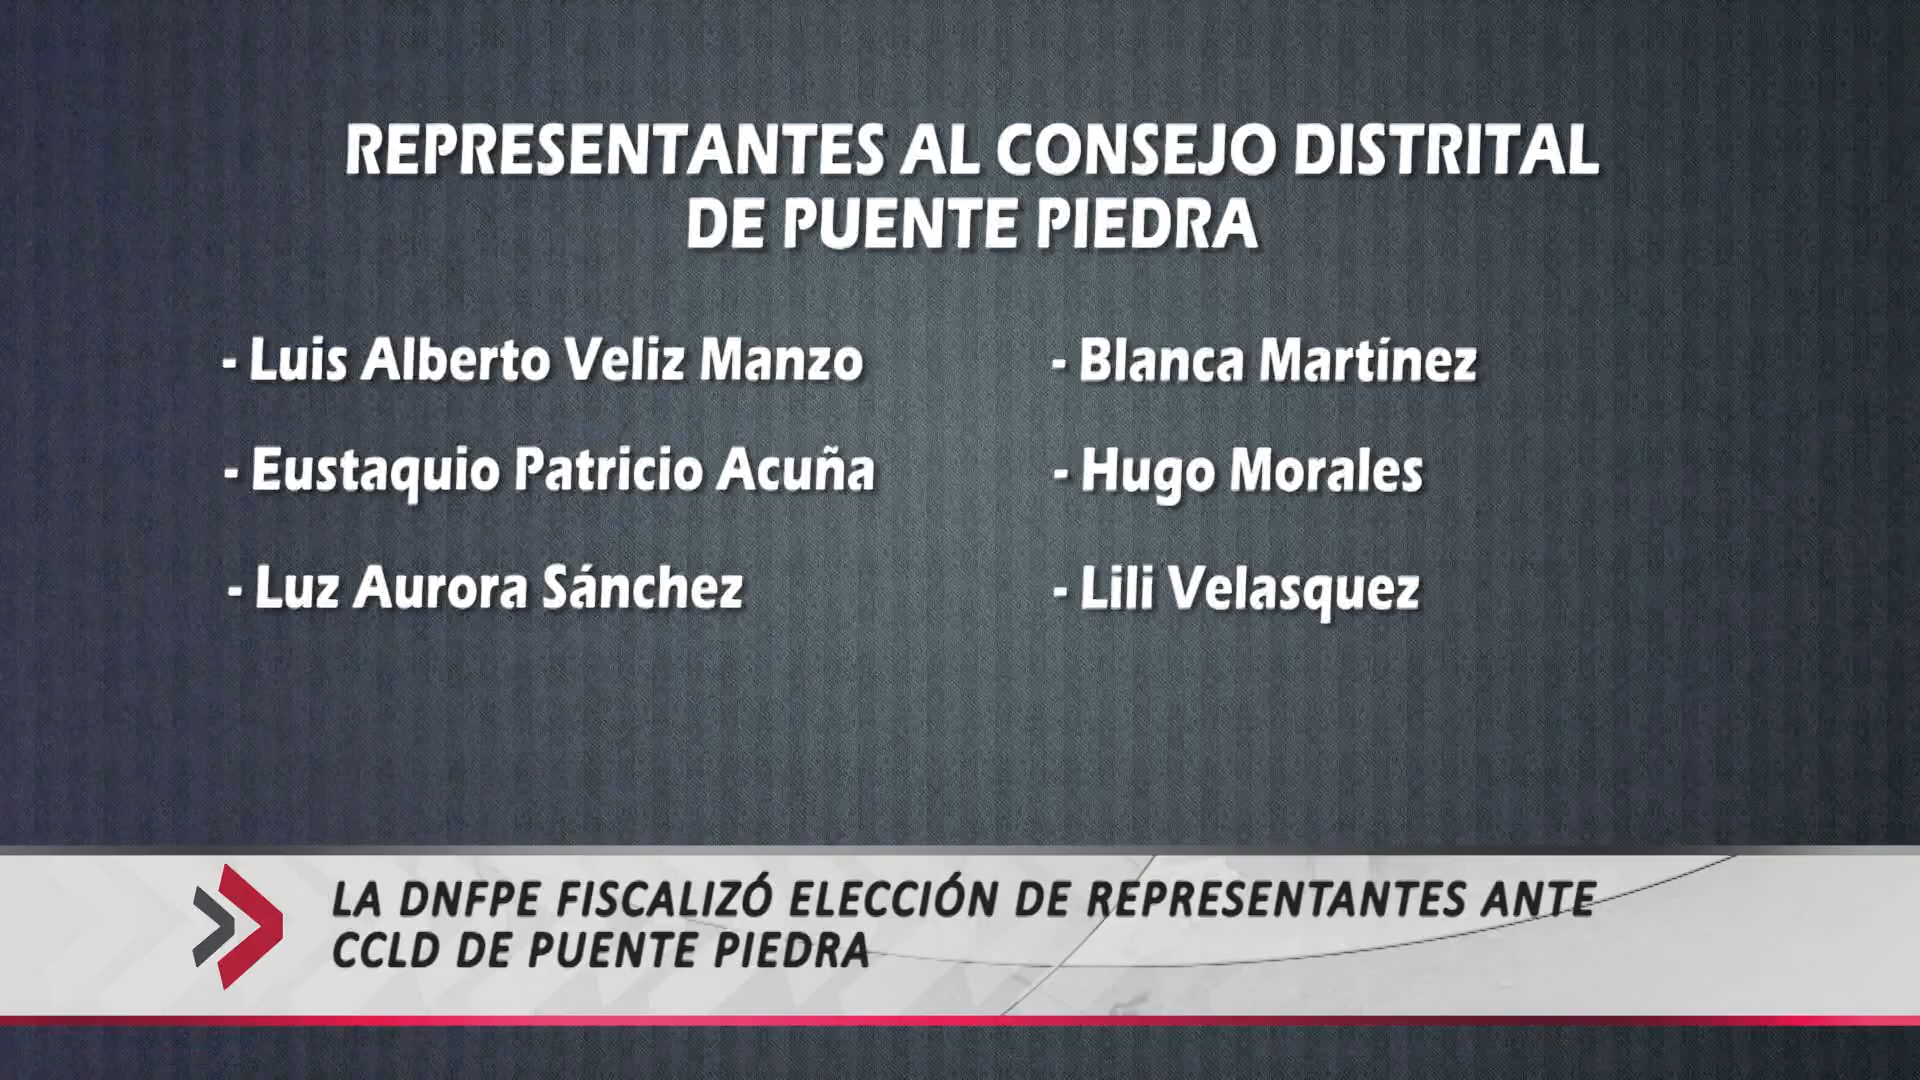 REPRESENTANTES AL CONSEJO DISTRITAL
DE PUENTE PIEDRA
- Luis Alberto Veliz Manzo
- Eustaquio Patricio Acuña
- Luz Aurora Sánchez
- Blanca Martínez
- Hugo Morales
- Lili Velasquez
LA DNFPE FISCALIZÓ ELECCIÓN DE REPRESENTANTES ANTE
CCLD DE PUENTE PIEDRA